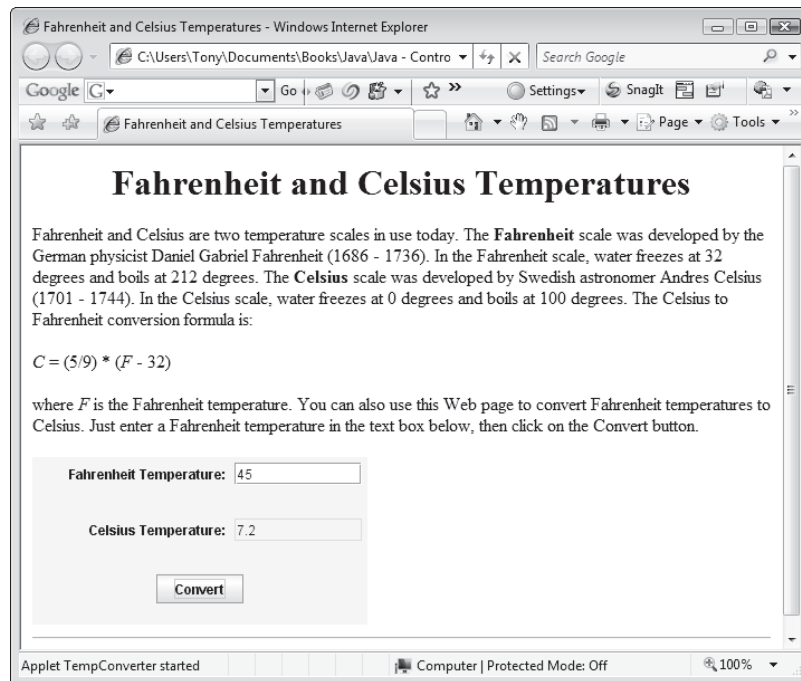 Fahrenheit and Celsius Temperatures - Windows Internet Explorer
C:\Users\Tony\Documents\Books\Java\Java - Contro
Search Google
Google G
Go
»
Settings
SnagIt
Fahrenheit and Celsius Temperatures
Page
Tools
»
Fahrenheit and Celsius Temperatures
Fahrenheit and Celsius are two temperature scales in use today. The Fahrenheit scale was developed by the
German physicist Daniel Gabriel Fahrenheit (1686 - 1736). In the Fahrenheit scale, water freezes at 32
degrees and boils at 212 degrees. The Celsius scale was developed by Swedish astronomer Andres Celsius
(1701 - 1744). In the Celsius scale, water freezes at 0 degrees and boils at 100 degrees. The Celsius to
Fahrenheit conversion formula is:
C = (5/9) * (F - 32)
where F is the Fahrenheit temperature. You can also use this Web page to convert Fahrenheit temperatures to
Celsius. Just enter a Fahrenheit temperature in the text box below, then click on the Convert button.
Fahrenheit Temperature: 45
Celsius Temperature: 7.2
Convert
Applet TempConverter started
Computer | Protected Mode: Off
100%